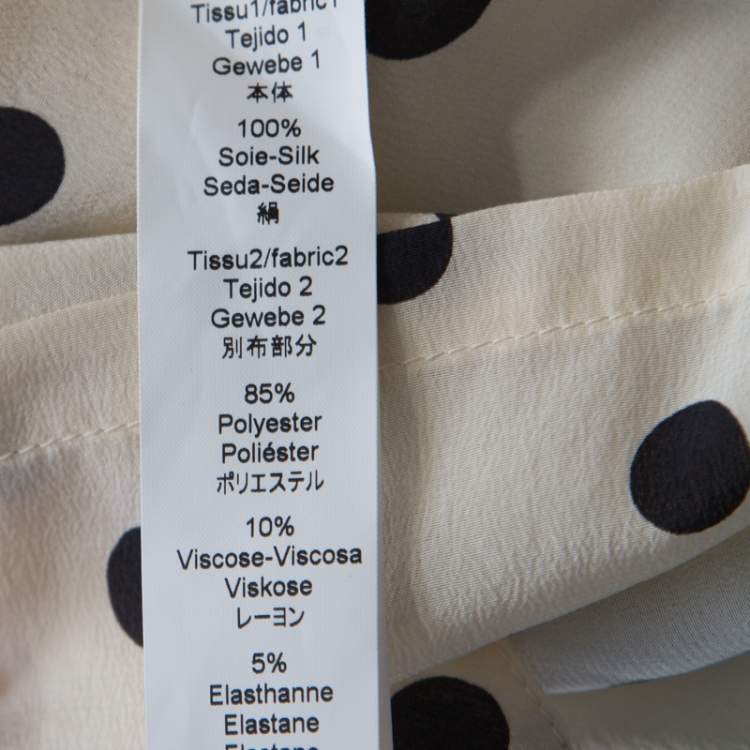 Tissu1/fabric1
Tejido 1
Gewebe 1
本体
100%
Soie-Silk
Seda-Seide
絹
Tissu2/fabric2
Tejido 2
Gewebe 2
別布部分
85%
Polyester
Poliéster
ポリエステル
10%
Viscose-Viscosa
Viskose
レーヨン
5%
Elasthanne
Elastane